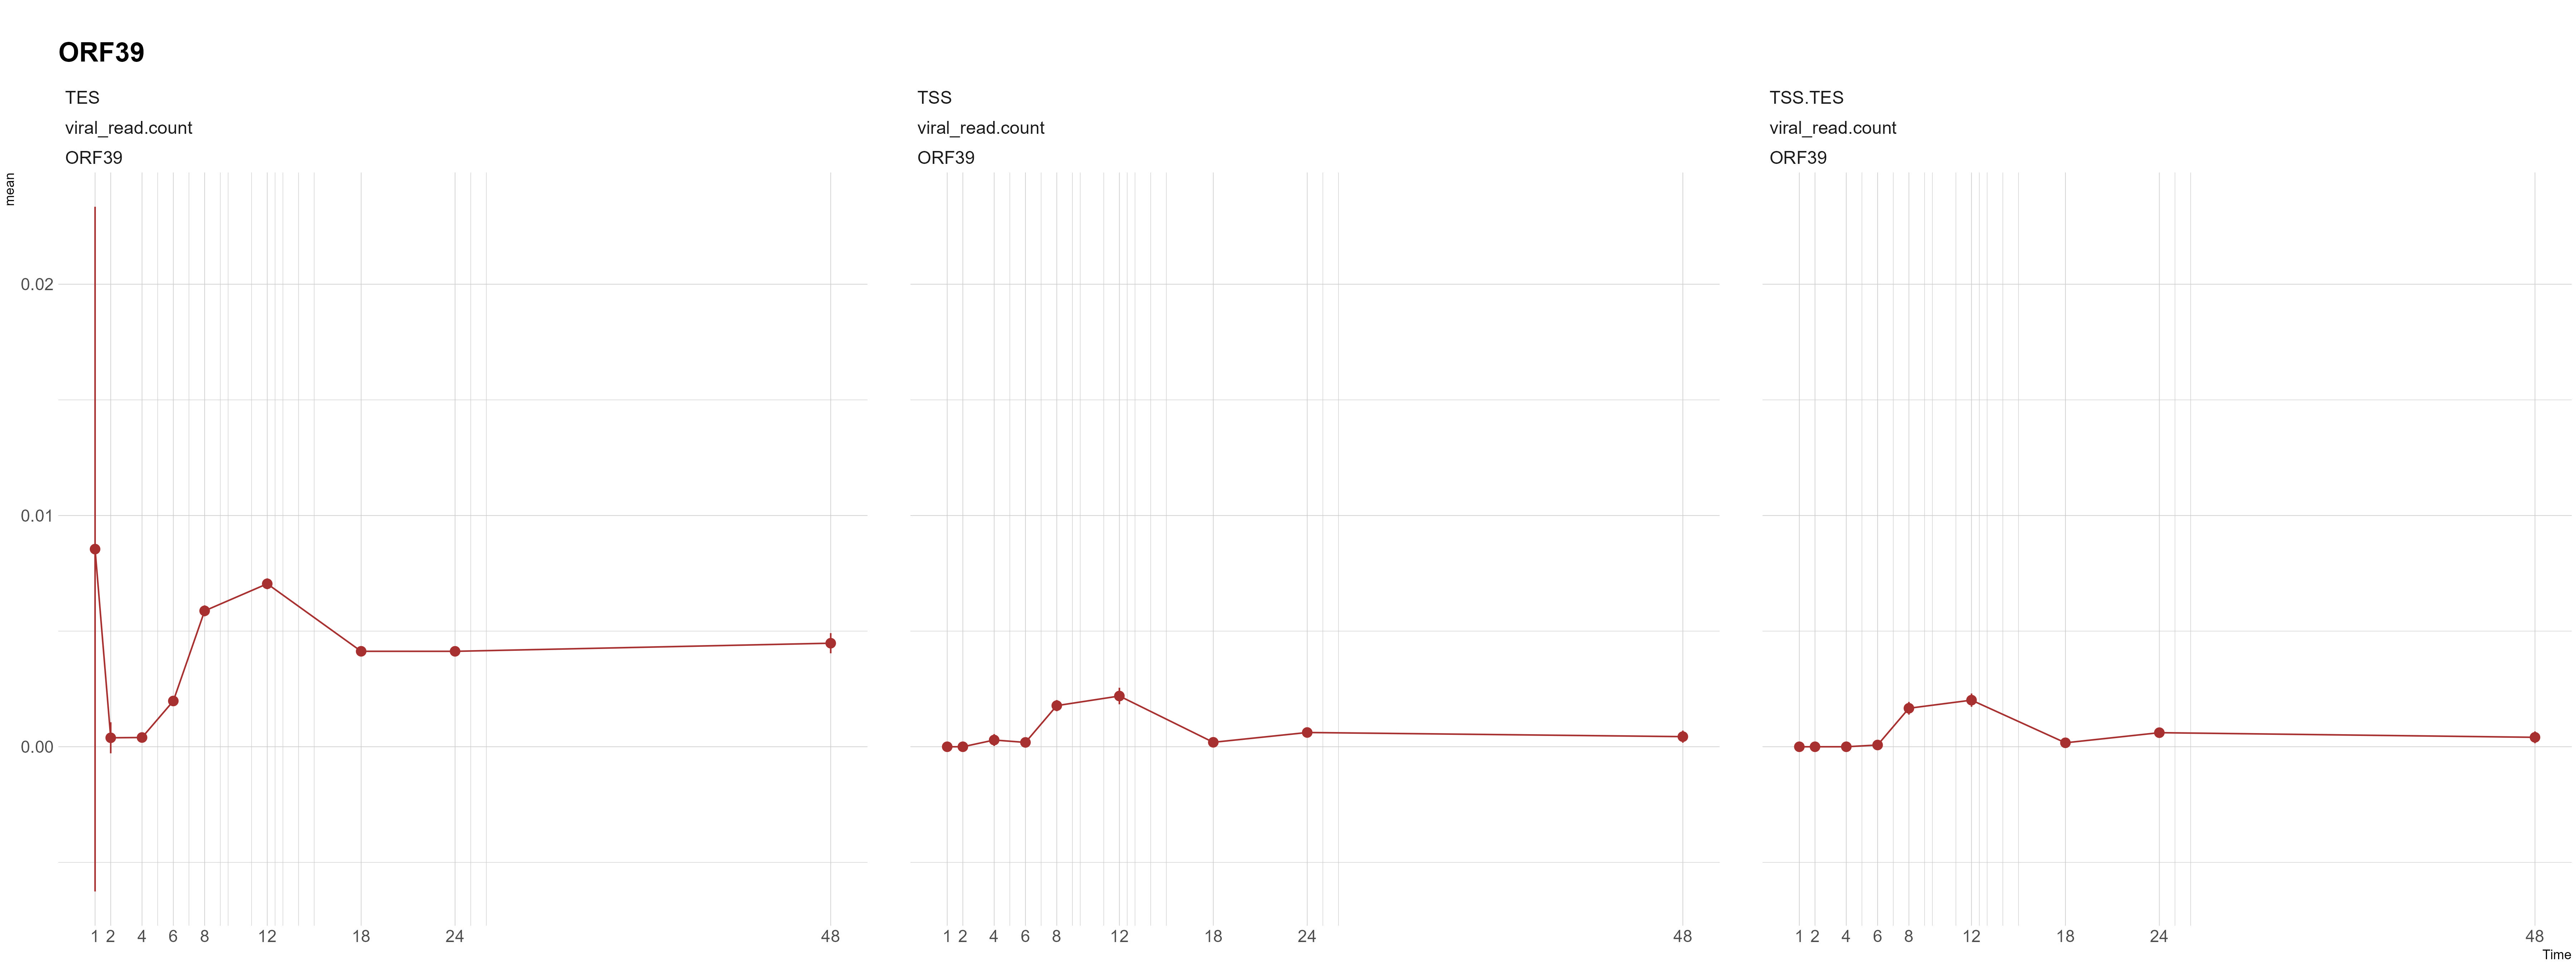 ORF39
TES
viral_read.count
ORF39
TSS
viral_read.count
ORF39
TSS.TES
viral_read.count
ORF39
mean
0.02
0.01
0.00
1 2 4 6 8 12 18 24 48
1 2 4 6 8 12 18 24 48
1 2 4 6 8 12 18 24 48
Time